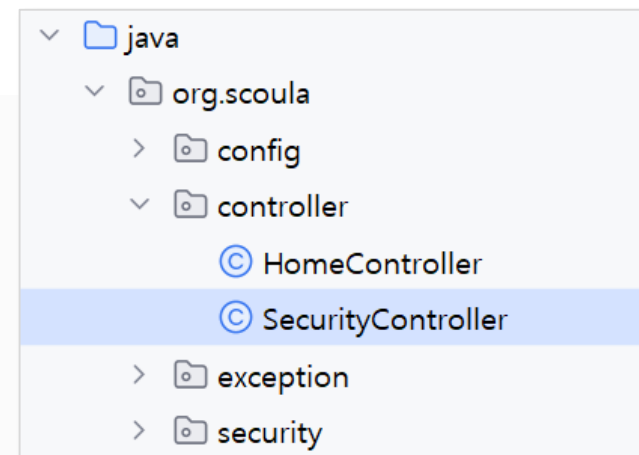 java
org.scoula
config
controller
HomeController
SecurityController
exception
security